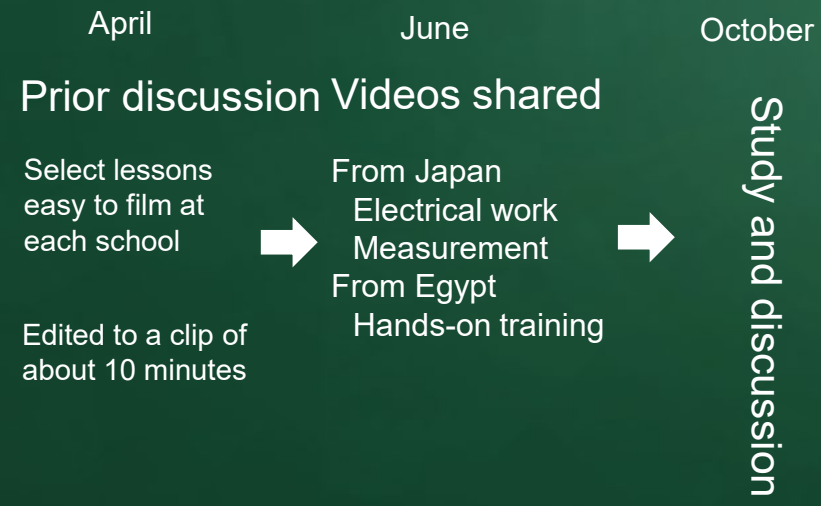 April
June
October
Prior discussion
Videos shared
Select lessons
easy to film at
each school
Edited to a clip of
about 10 minutes
From Japan
Electrical work
Measurement
From Egypt
Hands-on training
Study and discussion